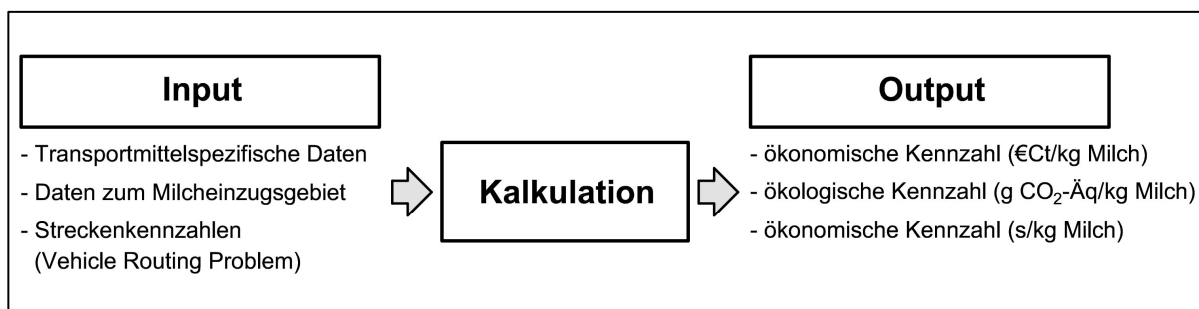 Input
- Transportmittelspezifische Daten
- Daten zum Milcheinzugsgebiet
- Streckenkennzahlen
(Vehicle Routing Problem)
Kalkulation
Output
- ökonomische Kennzahl (€Ct/kg Milch)
- ökologische Kennzahl (g CO₂-Äq/kg Milch)
- ökonomische Kennzahl (s/kg Milch)